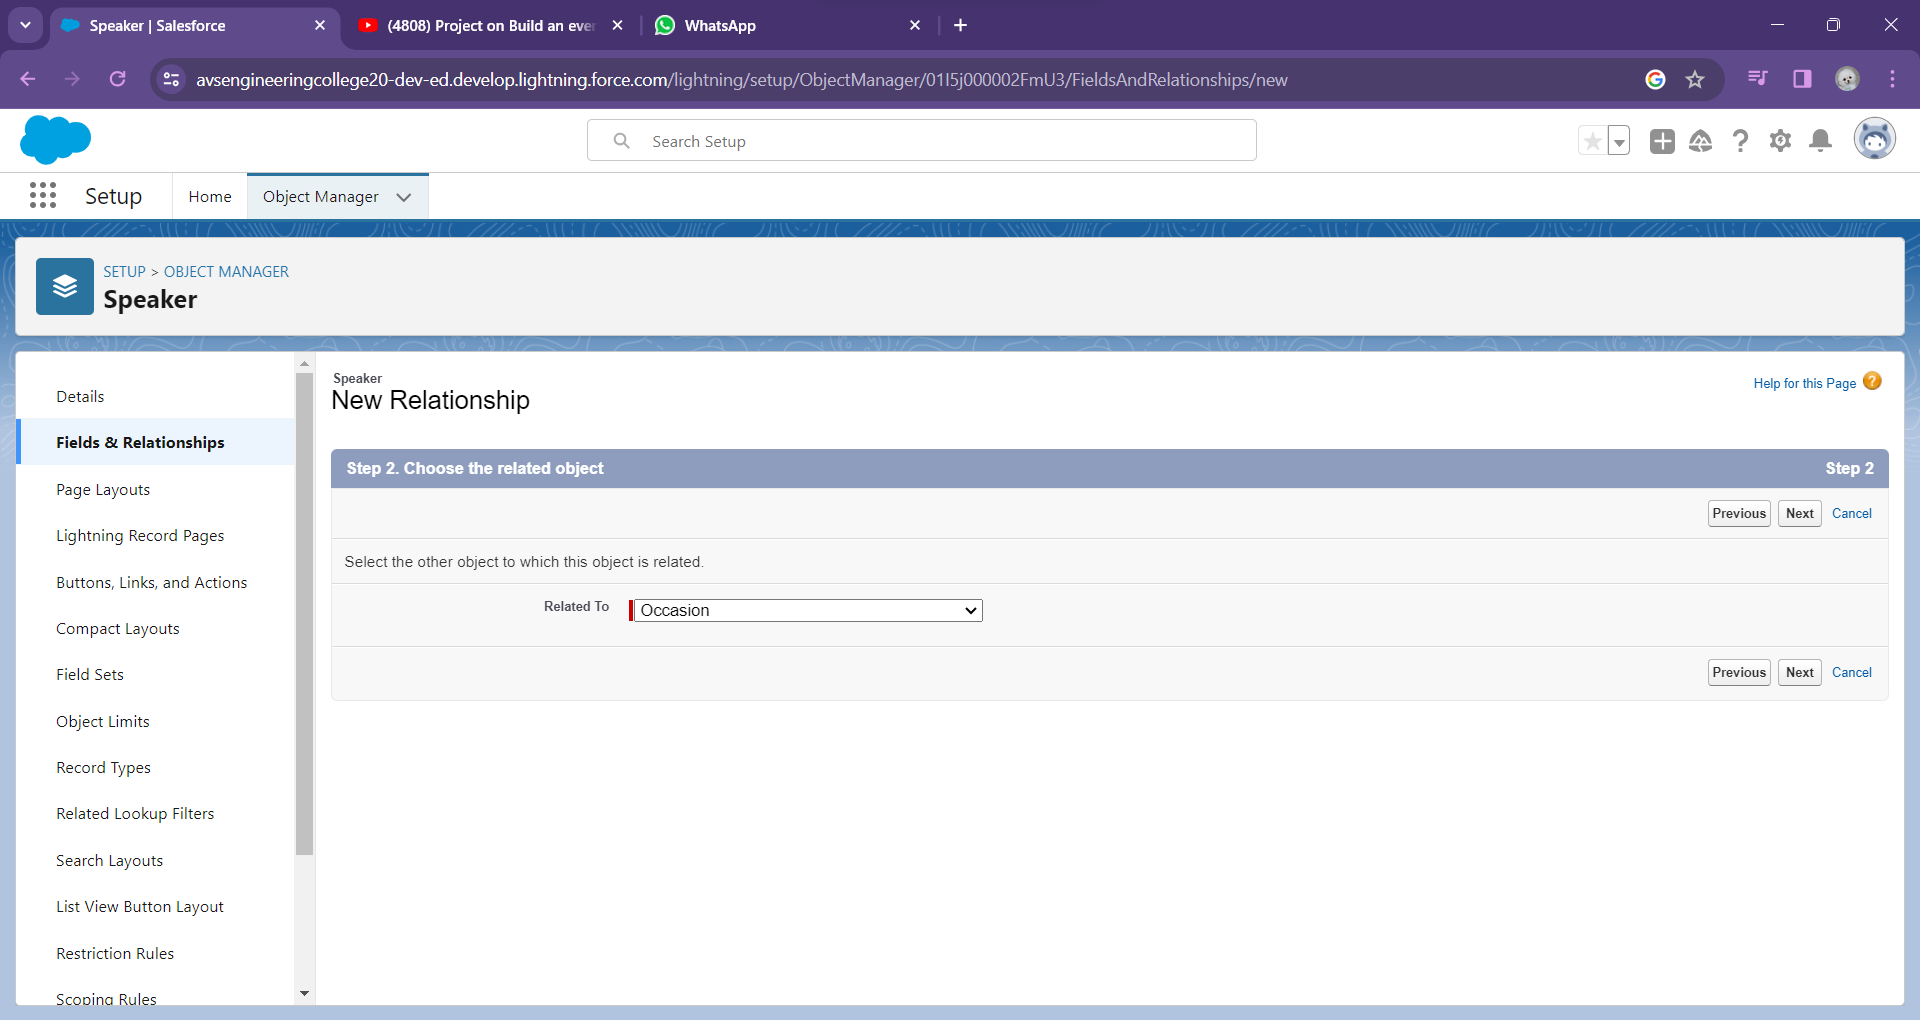 Speaker | Salesforce
(4808) Project on Build an ever
WhatsApp
avsengineeringcollege20-dev-ed.develop.lightning.force.com/lightning/setup/ObjectManager/01I5j000002FmU3/FieldsAndRelationships/new
Search Setup
Setup
Home
Object Manager
SETUP > OBJECT MANAGER
Speaker
Details
Fields & Relationships
Page Layouts
Lightning Record Pages
Buttons, Links, and Actions
Compact Layouts
Field Sets
Object Limits
Record Types
Related Lookup Filters
Search Layouts
List View Button Layout
Restriction Rules
Scoping Rules
Speaker
New Relationship
Help for this Page
Step 2. Choose the related object
Step 2
Previous Next Cancel
Select the other object to which this object is related.
Related To Occasion
Previous Next Cancel